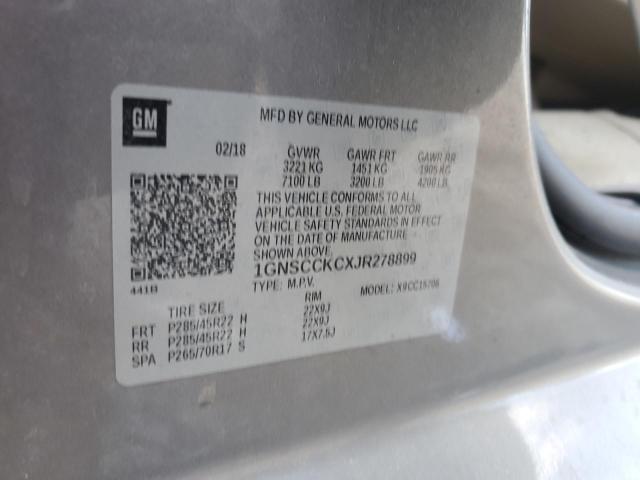 GM
MFD BY GENERAL MOTORS LLC
02/18 GVWR GAWR FRT GAWR RR
3221 KG 1451 KG 1905 KG
7100 LB 3200 LB 4200 LB
THIS VEHICLE CONFORMS TO ALL
APPLICABLE U.S. FEDERAL MOTOR
VEHICLE SAFETY STANDARDS IN EFFECT
ON THE DATE OF MANUFACTURE
SHOWN ABOVE
1GNSCCKCXJR278899
441B
TYPE: M.P.V. MODEL: X9CC15706
TIRE SIZE RIM
FRT P285/45R22 H 22X9J
RR P285/45R22 H 22X9J
SPA P265/70R17 S 17X7.5J